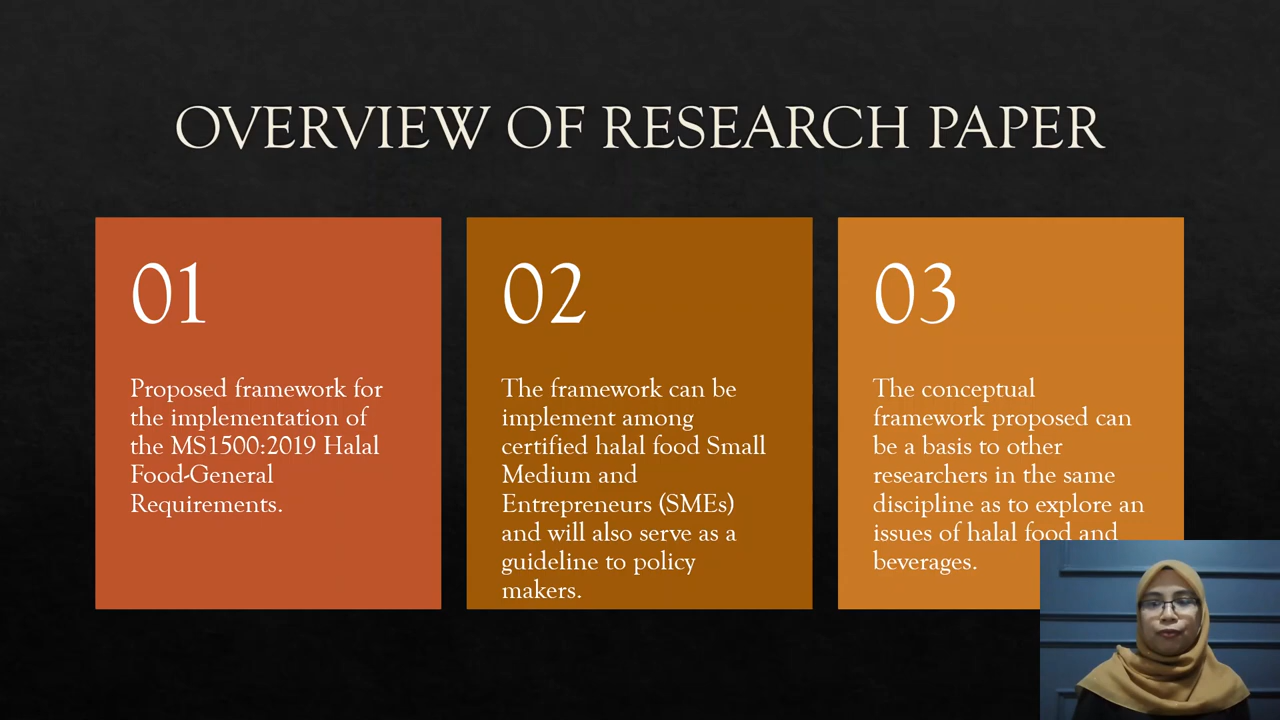 OVERVIEW OF RESEARCH PAPER
01
Proposed framework for
the implementation of
the MS1500:2019 Halal
Food-General
Requirements.
02
The framework can be
implement among
certified halal food Small
Medium and
Entrepreneurs (SMEs)
and will also serve as a
guideline to policy
makers.
03
The conceptual
framework proposed can
be a basis to other
researchers in the same
discipline as to explore an
issues of halal food and
beverages.